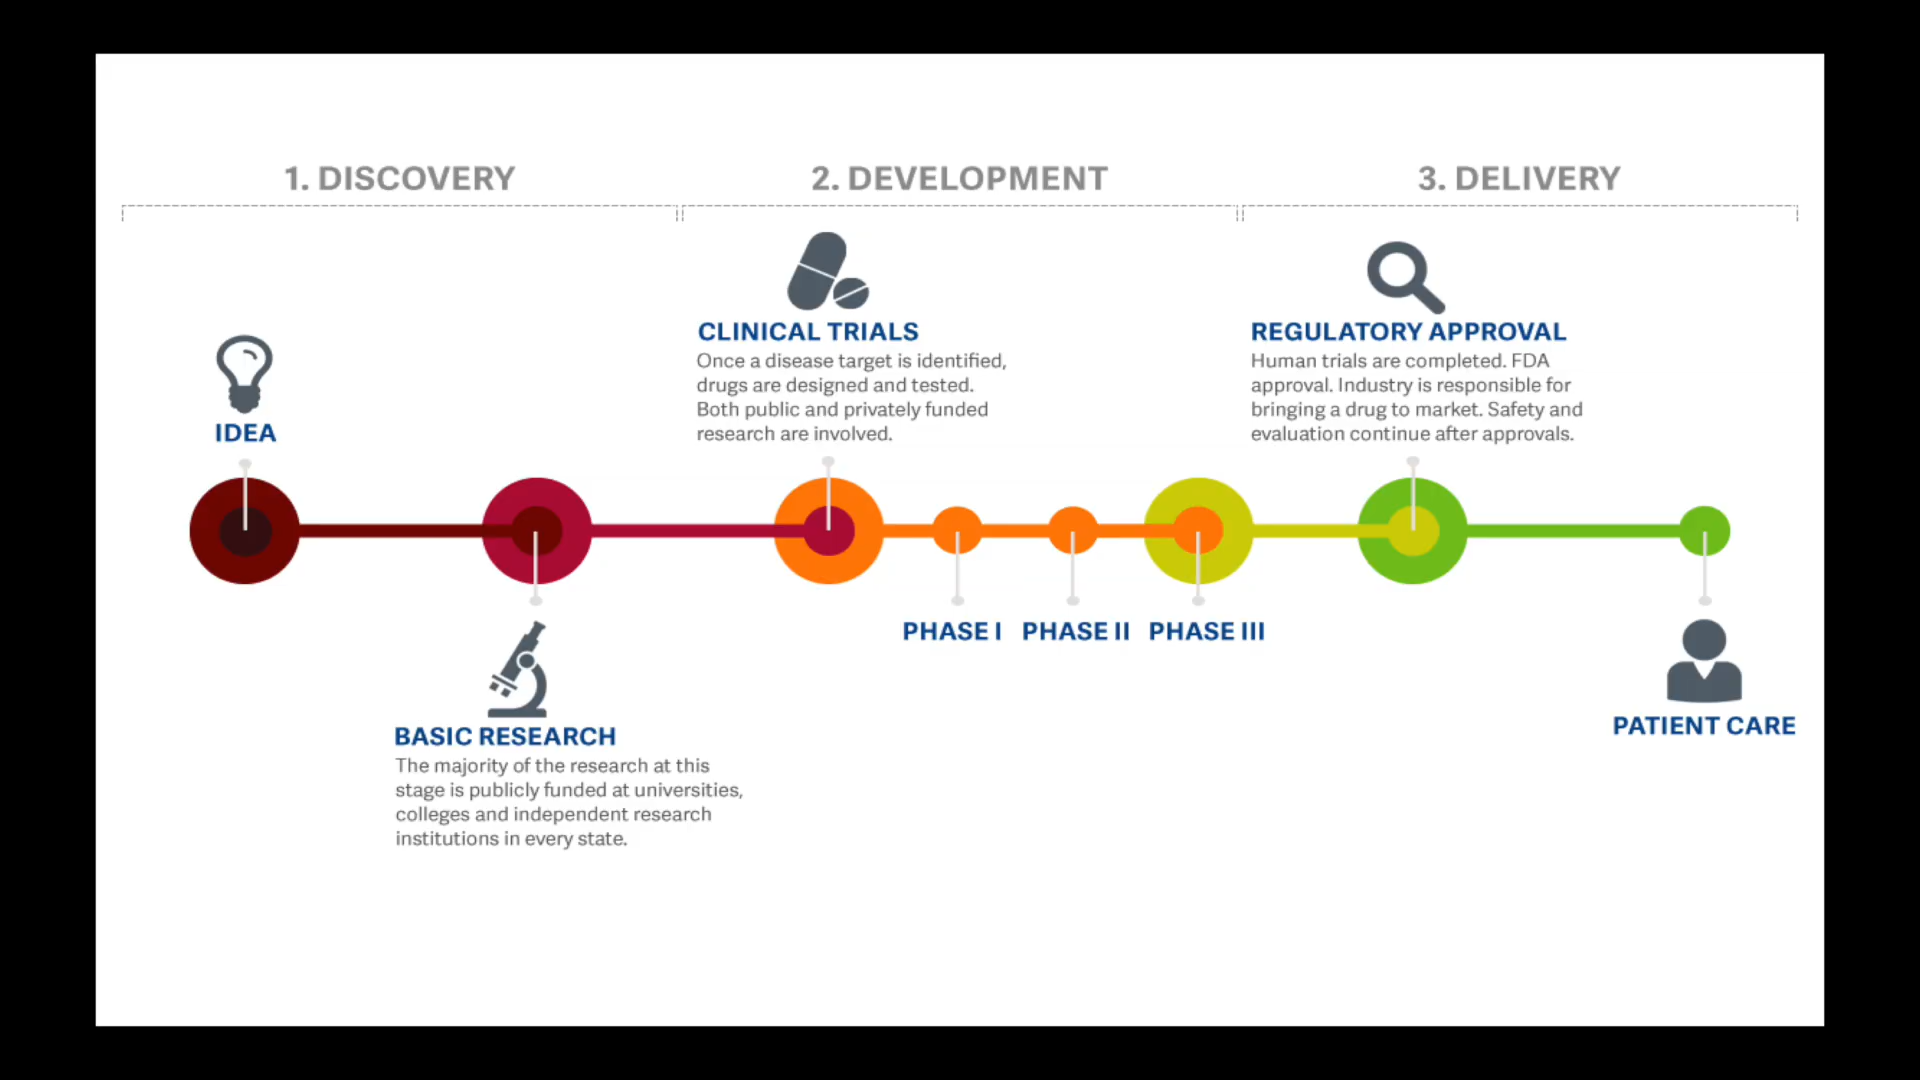 1. DISCOVERY
2. DEVELOPMENT
3. DELIVERY
IDEA
BASIC RESEARCH
The majority of the research at this
stage is publicly funded at universities,
colleges and independent research
institutions in every state.
CLINICAL TRIALS
Once a disease target is identified,
drugs are designed and tested.
Both public and privately funded
research are involved.
PHASE I
PHASE II
PHASE III
REGULATORY APPROVAL
Human trials are completed. FDA
approval. Industry is responsible for
bringing a drug to market. Safety and
evaluation continue after approvals.
PATIENT CARE